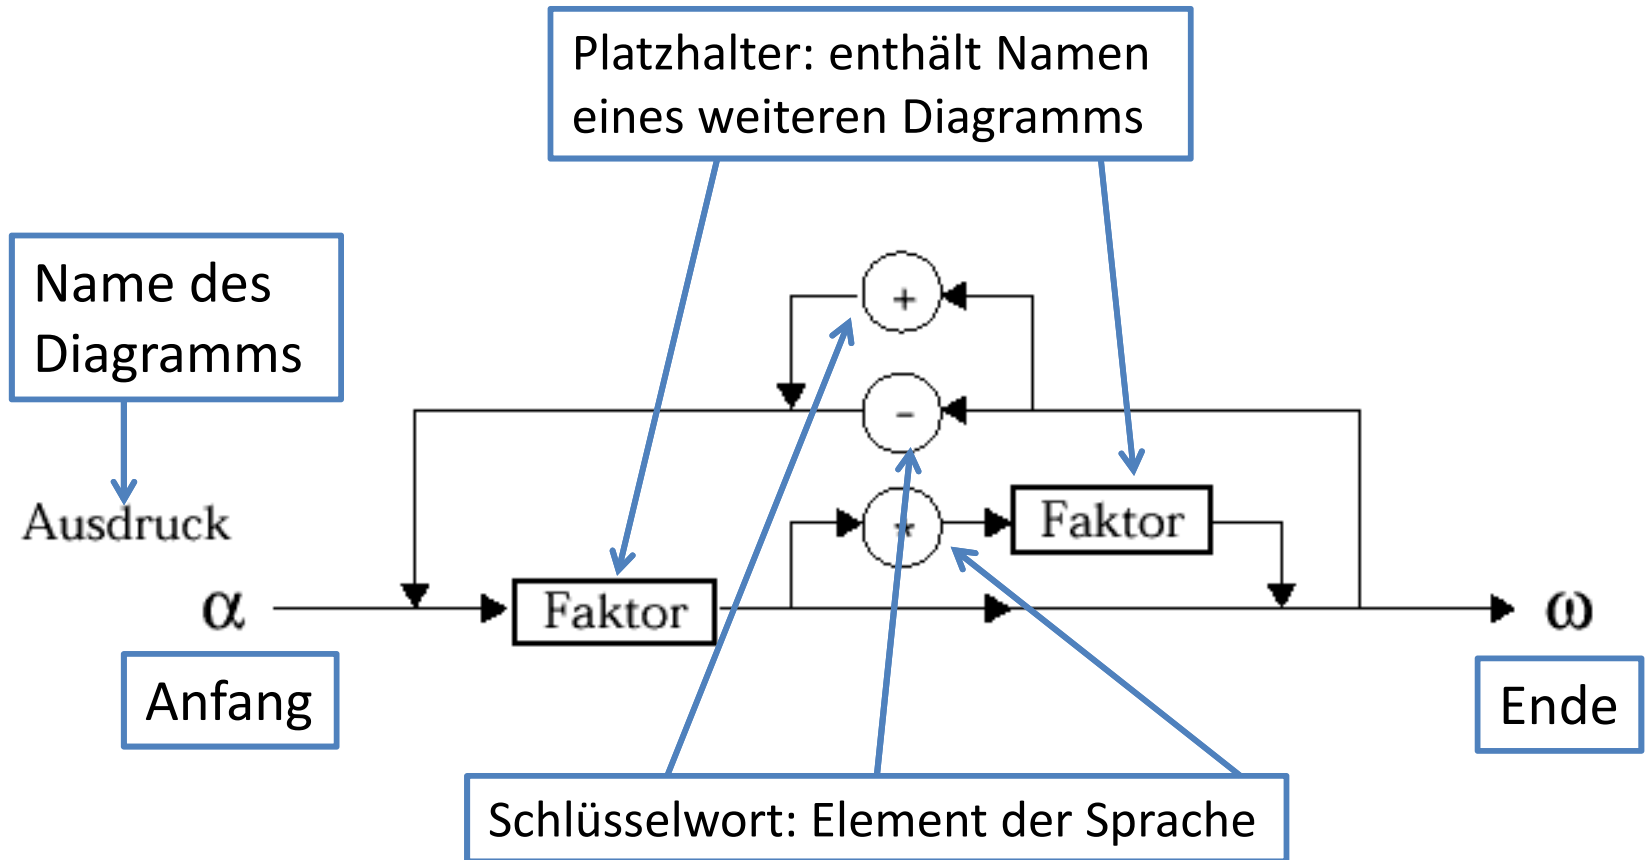 Platzhalter: enthält Namen
eines weiteren Diagramms
Name des
Diagramms
+
-
Ausdruck
*
Faktor
α
Faktor
ω
Anfang
Ende
Schlüsselwort: Element der Sprache